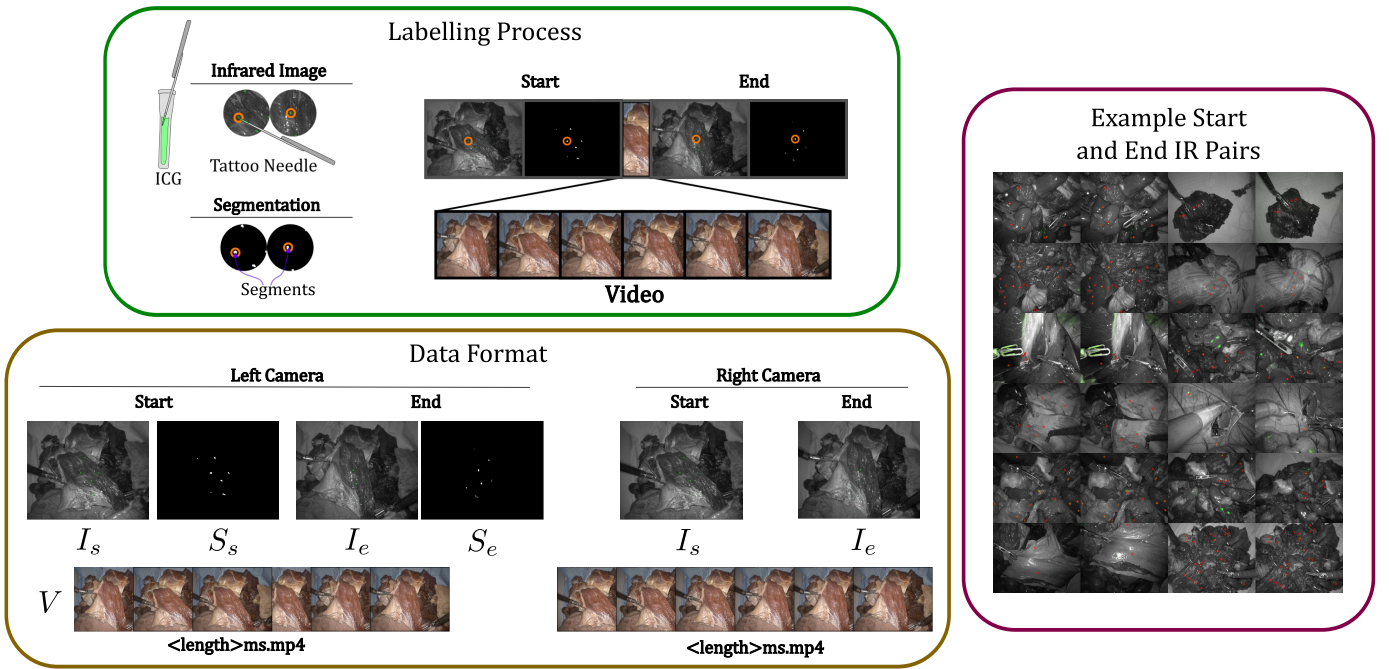 Labelling Process
ICG
Infrared Image
Tattoo Needle
Segmentation
Segments
Start
End
Video
Data Format
Left Camera
Start
End
I_s
S_s
I_e
S_e
V
<length>ms.mp4
Right Camera
Start
End
I_s
I_e
<length>ms.mp4
Example Start
and End IR Pairs